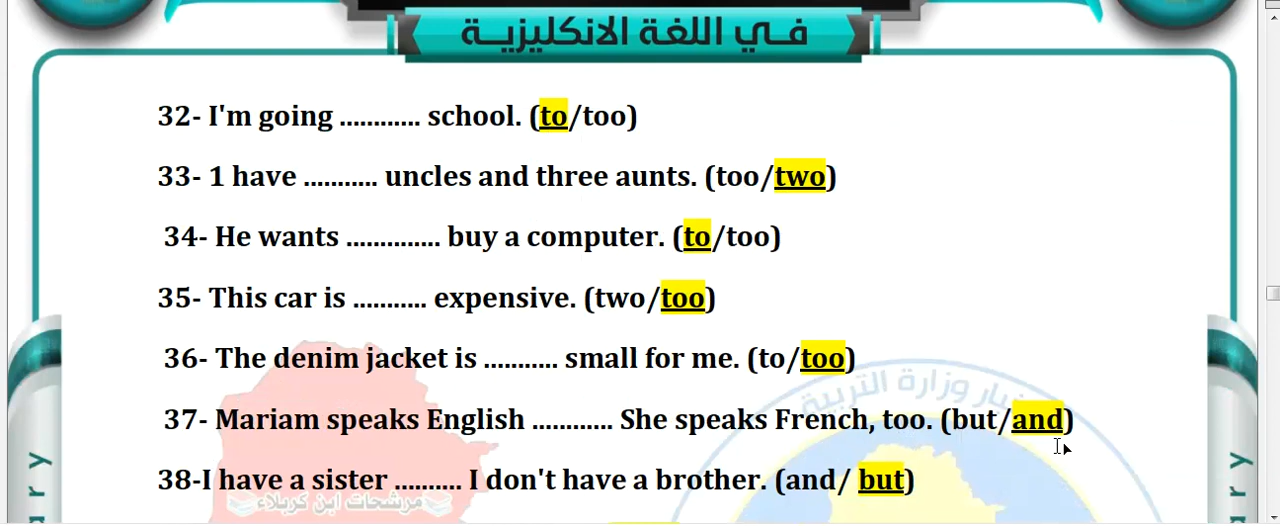 في اللغة الانكليزية
32- I'm going ............ school. (to/too)
33- 1 have ........... uncles and three aunts. (too/two)
34- He wants .............. buy a computer. (to/too)
35- This car is ........... expensive. (two/too)
36- The denim jacket is ........... small for me. (to/too)
37- Mariam speaks English ............ She speaks French, too. (but/and)
38-I have a sister .......... I don't have a brother. (and/ but)
مرشحات ابن كربلاء